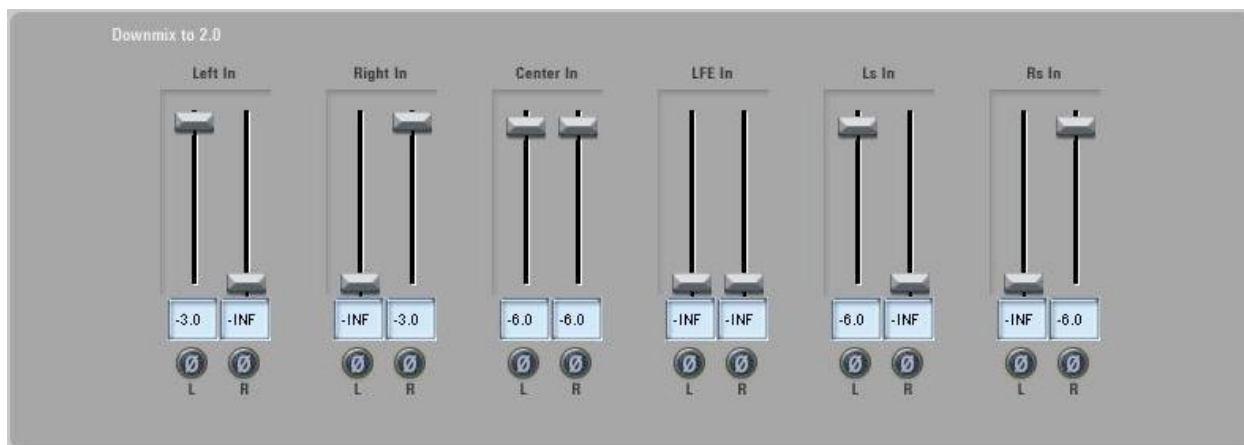 Downmix to 2.0
Left In Right In Center In LFE In Ls In Rs In
-3.0 -INF -INF -3.0 -6.0 -6.0 -INF -INF -6.0 -INF -INF -6.0
Ø Ø Ø Ø Ø Ø Ø Ø Ø Ø Ø Ø
L R L R L R L R L R L R